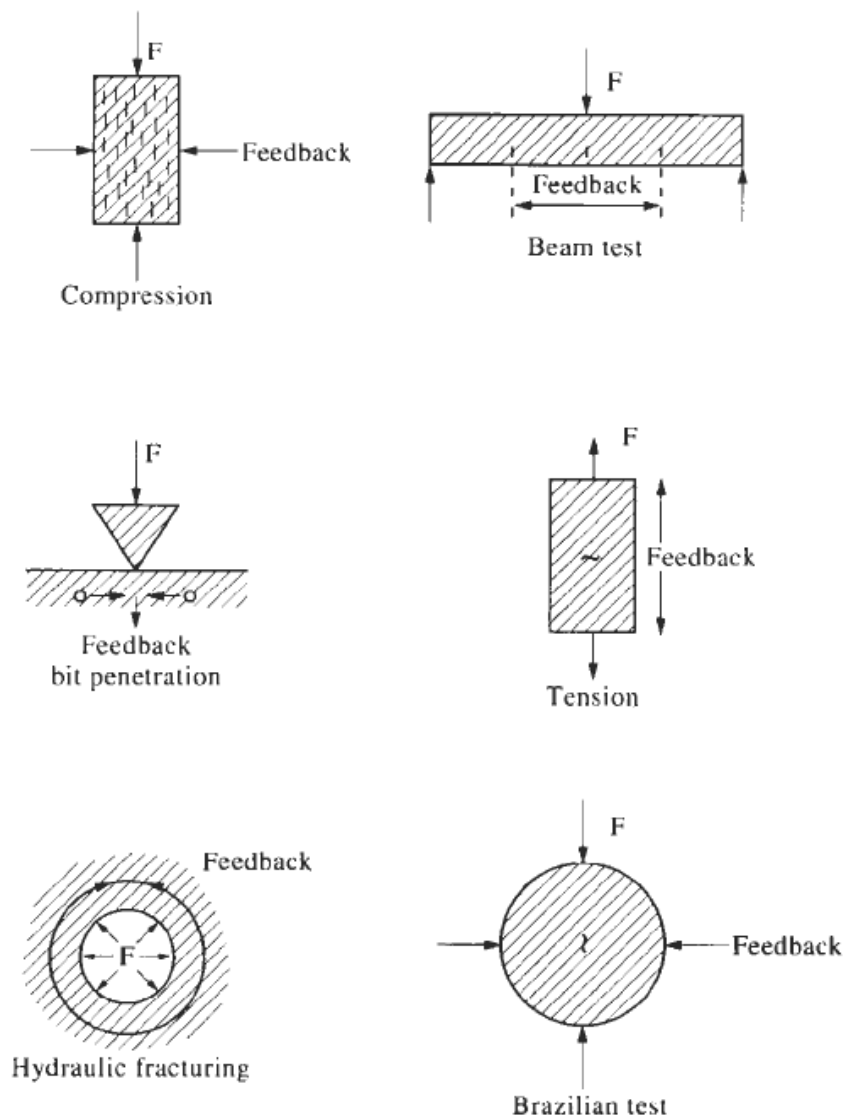 F
Feedback
Compression
F
Feedback
Beam test
F
Feedback
bit penetration
F
Feedback
Tension
Feedback
F
Hydraulic fracturing
F
Feedback
Brazilian test